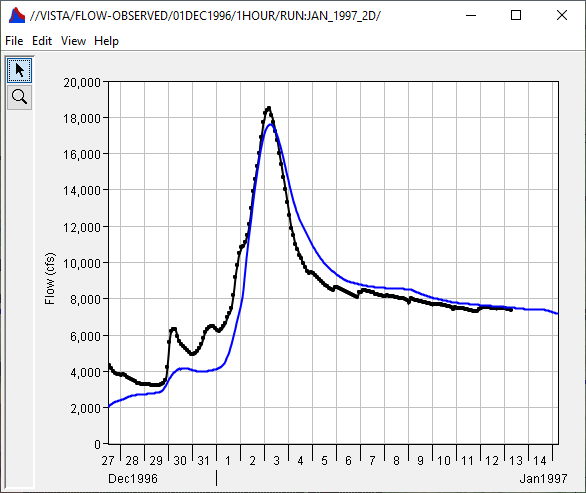 //VISTA/FLOW-OBSERVED/01DEC1996/1HOUR/RUN:JAN_1997_2D/
File Edit View Help
20,000
18,000
16,000
14,000
12,000
10,000
8,000
6,000
4,000
2,000
0
Flow (cfs)
27 28 29 30 31 1 2 3 4 5 6 7 8 9 10 11 12 13 14
Dec1996 Jan1997